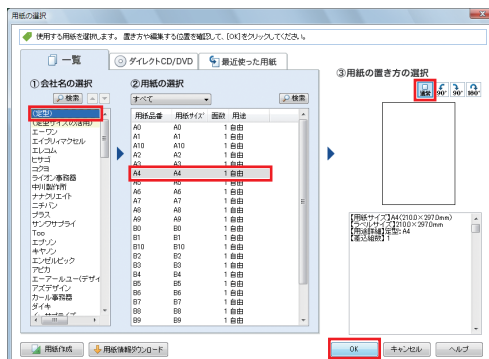 用紙の選択
使用する用紙を選択します。 置き方や編集する位置を確認して、[OK]をクリックしてください。
一覧
ダイレクトCD/DVD
最近使った用紙
①会社名の選択
検索
(定型)
(定型サイズの活用)
エーワン
エイブリィマクセル
エレコム
ヒサゴ
コクヨ
ライオン事務器
中川製作所
ナナクリエイト
ニチバン
プラス
サンワサプライ
Too
エプソン
キヤノン
エンゼルビック
アピカ
エーアールユー(デザイ
アズデザイン
カール事務器
ダイキ
②用紙の選択
すべて
検索
用紙品番 用紙サイズ 面数 用途
A0 A0 1 自由
A1 A1 1 自由
A10 A10 1 自由
A2 A2 1 自由
A3 A3 1 自由
A4 A4 1 自由
A5 A5 1 自由
A6 A6 1 自由
A7 A7 1 自由
A8 A8 1 自由
A9 A9 1 自由
B0 B0 1 自由
B1 B1 1 自由
B10 B10 1 自由
B2 B2 1 自由
B3 B3 1 自由
B4 B4 1 自由
B5 B5 1 自由
B6 B6 1 自由
B7 B7 1 自由
B8 B8 1 自由
B9 B9 1 自由
③用紙の置き方の選択
通常 90° 90° 180°
【用紙サイズ】A4(210.0×297.0mm)
【ラベルサイズ】210.0×297.0mm
【用途詳細】定型:A4
【差込組数】1
用紙作成
用紙情報ダウンロード
OK
キャンセル
ヘルプ